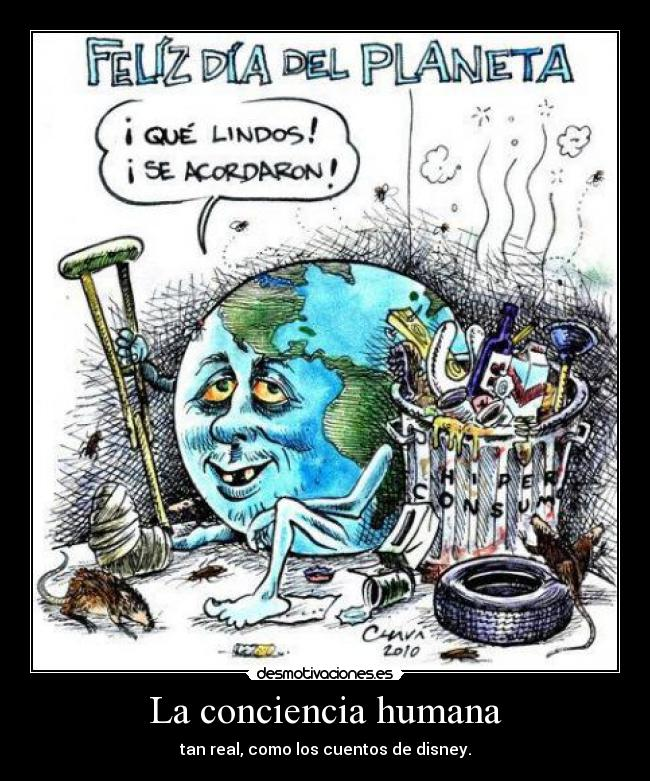 FELÍZ DÍA DEL PLANETA
¡QUÉ LINDOS!
¡SE ACORDARON!
HIPER
CONSUMO
2010
desmotivaciones.es
La conciencia humana
tan real, como los cuentos de disney.